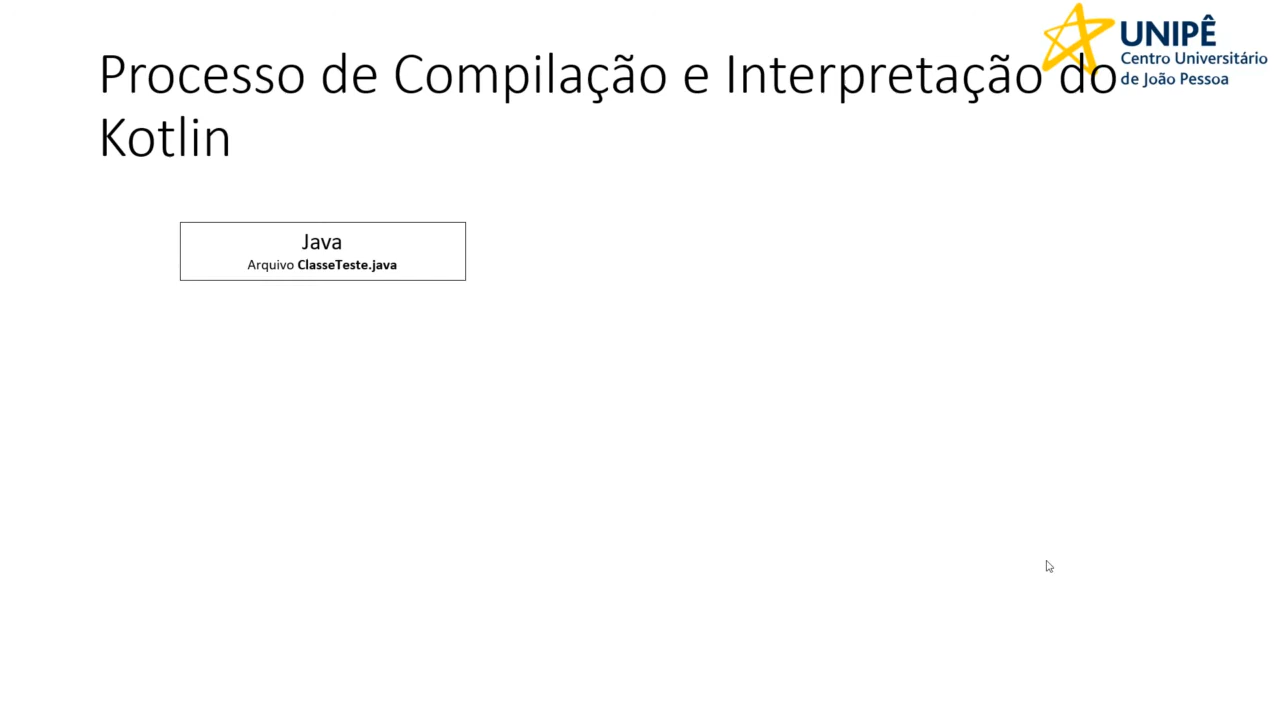 UNIPÊ
Centro Universitário
de João Pessoa
Processo de Compilação e Interpretação do
Kotlin
Java
Arquivo ClasseTeste.java